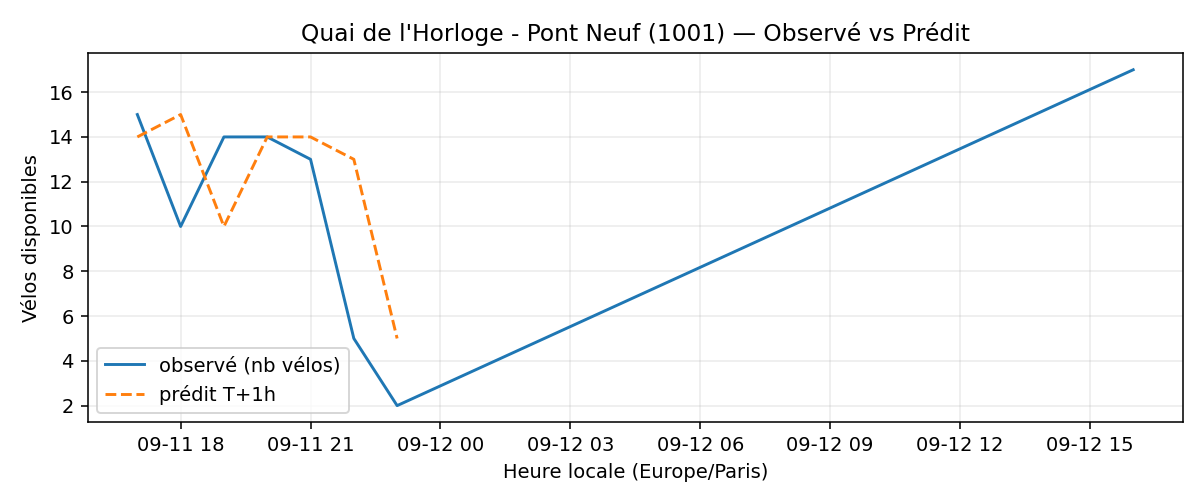 Quai de l'Horloge - Pont Neuf (1001) — Observé vs Prédit
Vélos disponibles
16
14
12
10
8
6
4
2
observé (nb vélos)
prédit T+1h
09-11 18 09-11 21 09-12 00 09-12 03 09-12 06 09-12 09 09-12 12 09-12 15
Heure locale (Europe/Paris)